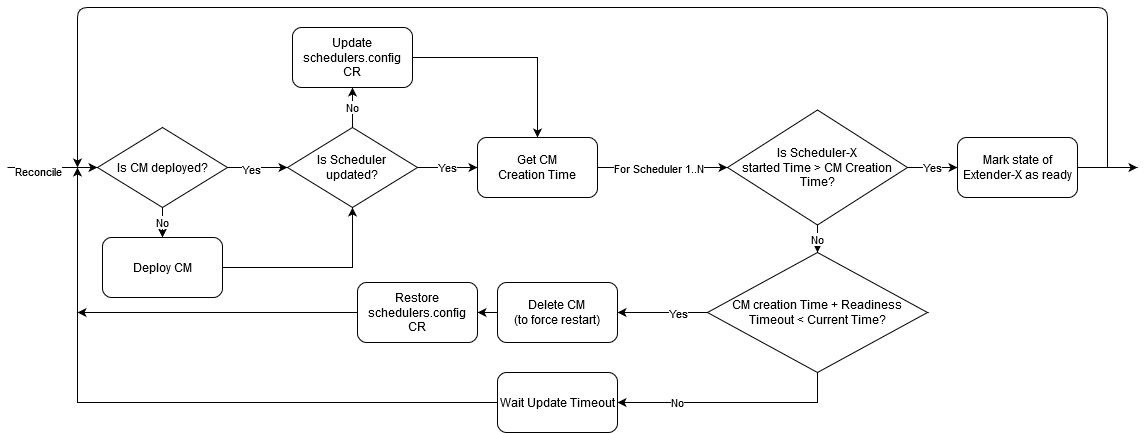 Update
schedulers.config
CR
No
Reconcile
Is CM deployed?
Yes
Is Scheduler
updated?
Yes
Get CM
Creation Time
For Scheduler 1..N
Is Scheduler-X
started Time > CM Creation
Time?
Yes
Mark state of
Extender-X as ready
No
Deploy CM
No
Restore
schedulers.config
CR
Delete CM
(to force restart)
Yes
CM creation Time + Readiness
Timeout < Current Time?
Wait Update Timeout
No